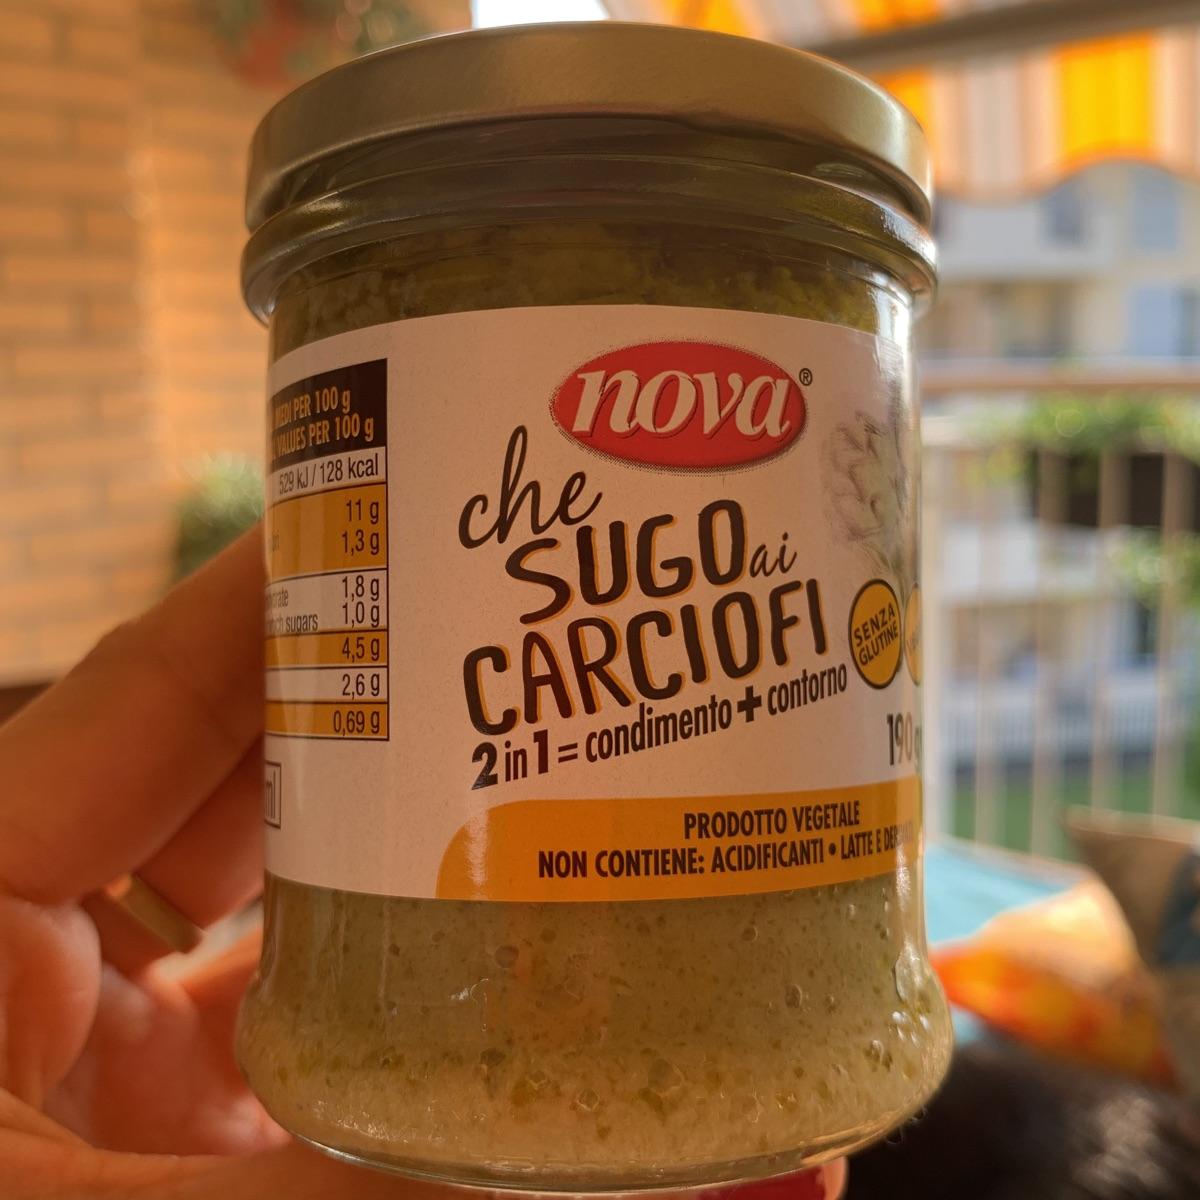 MEDI PER 100 g
VALUES PER 100 g
529 kJ / 128 kcal
11 g
1,3 g
1,8 g
sugars 1,0 g
4,5 g
2,6 g
0,69 g
ml
nova®
che
SUGO ai
CARCIOFI
2 in 1 = condimento + contorno
SENZA
GLUTINE
190 g
PRODOTTO VEGETALE
NON CONTIENE: ACIDIFICANTI • LATTE E